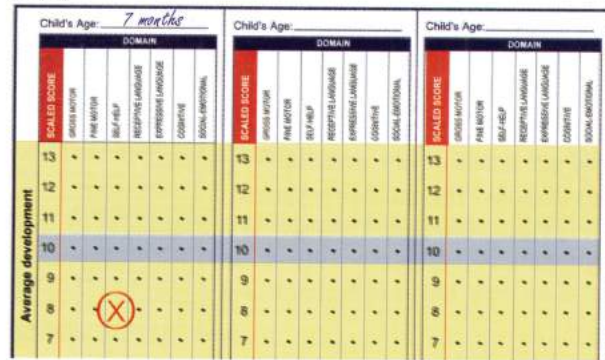 Child's Age: 7 months Child's Age: Child's Age:
DOMAIN DOMAIN DOMAIN
SCALED SCORE GROSS MOTOR FINE MOTOR SELF-HELP RECEPTIVE LANGUAGE EXPRESSIVE LANGUAGE COGNITIVE SOCIAL-EMOTIONAL SCALED SCORE GROSS MOTOR FINE MOTOR SELF-HELP RECEPTIVE LANGUAGE EXPRESSIVE LANGUAGE COGNITIVE SOCIAL-EMOTIONAL SCALED SCORE GROSS MOTOR FINE MOTOR SELF-HELP RECEPTIVE LANGUAGE EXPRESSIVE LANGUAGE COGNITIVE SOCIAL-EMOTIONAL
Average development
13 13 13
12 12 12
11 11 11
10 10 10
9 9 9
8 X 8 8
7 7 7